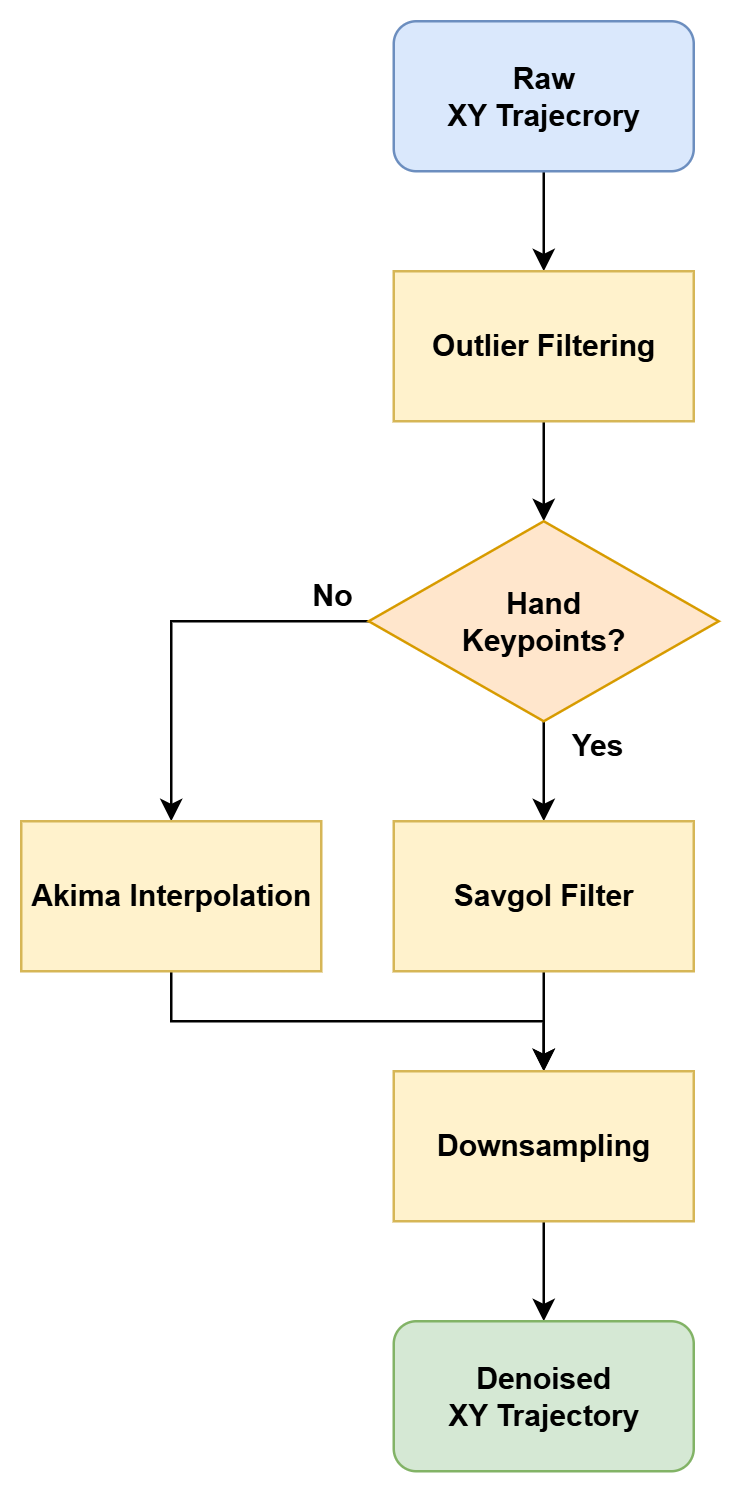 Raw
XY Trajecrory
Outlier Filtering
Hand
Keypoints?
No
Yes
Akima Interpolation
Savgol Filter
Downsampling
Denoised
XY Trajectory